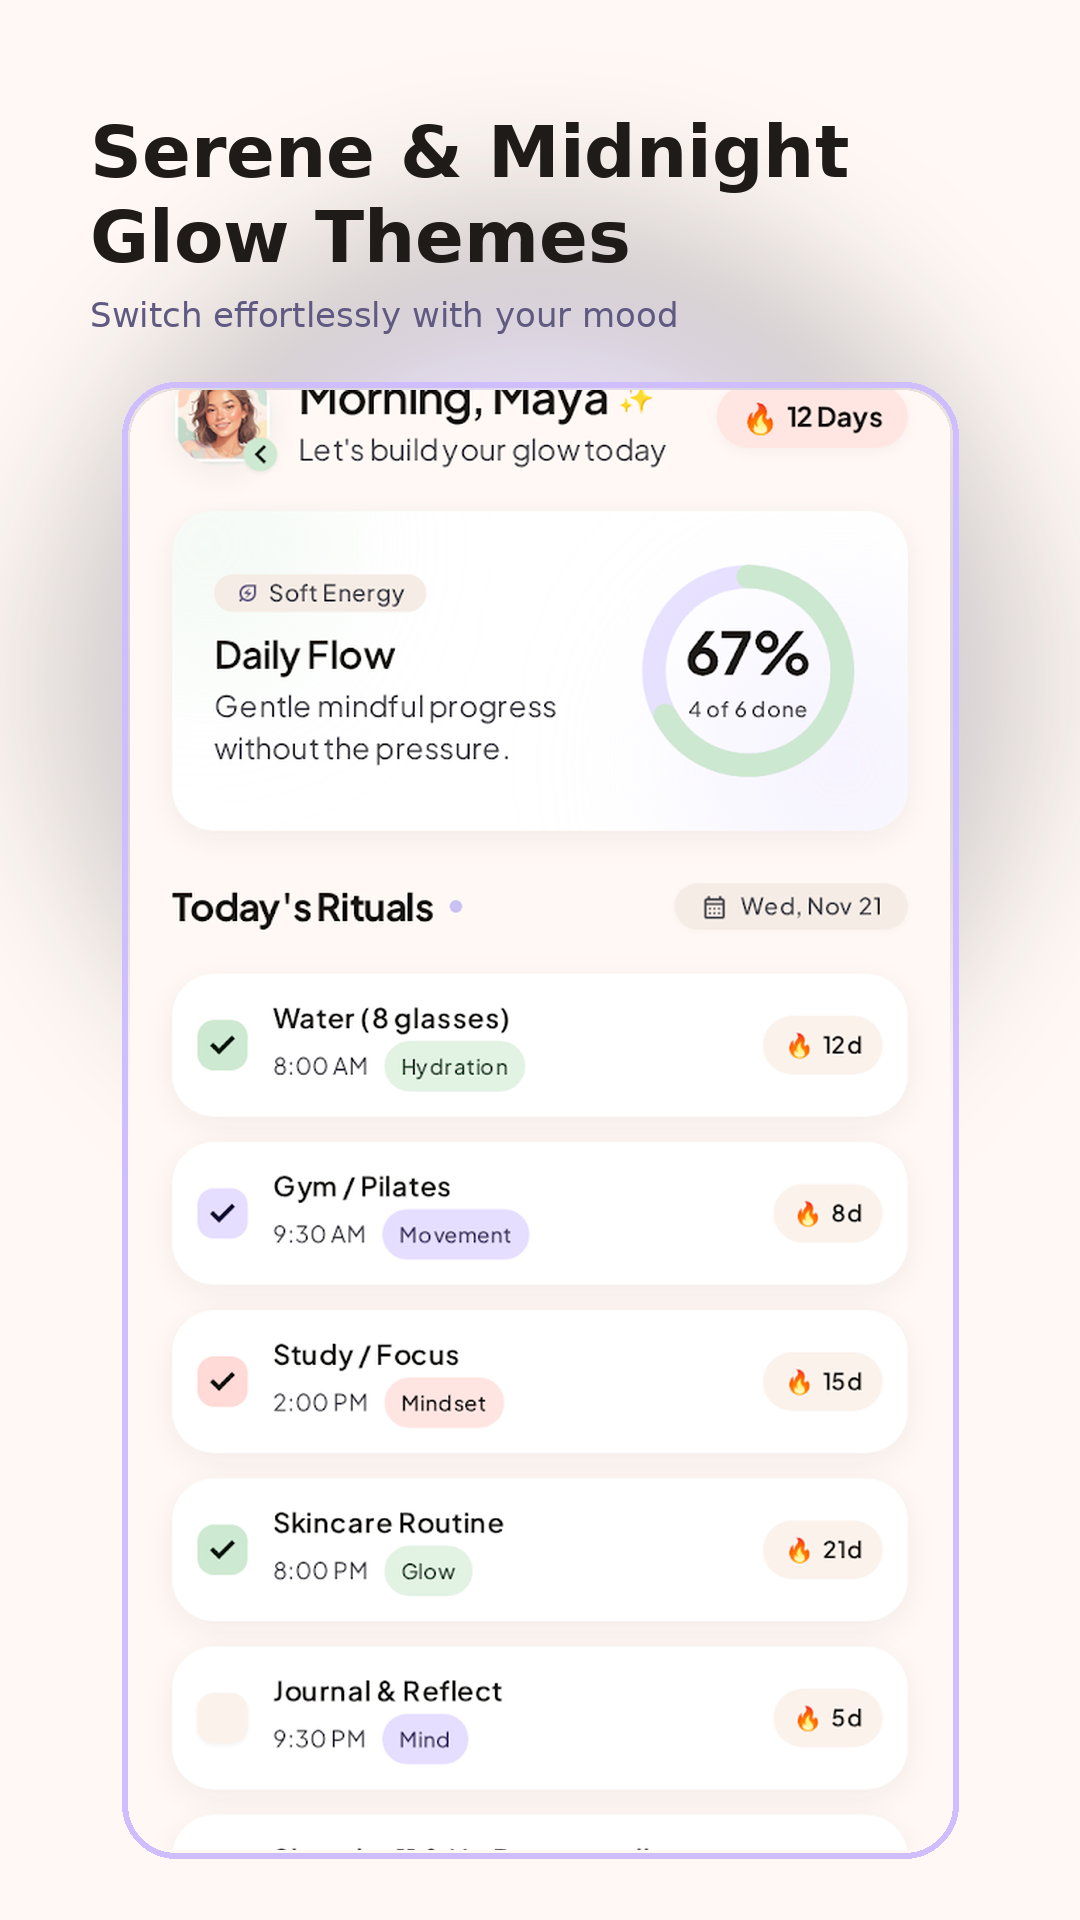 Serene & Midnight
Glow Themes
Switch effortlessly with your mood
Morning, Maya ✨
Let's build your glow today
🔥 12 Days
Soft Energy
Daily Flow
Gentle mindful progress
without the pressure.
67%
4 of 6 done
Today's Rituals
Wed, Nov 21
Water (8 glasses)
8:00 AM Hydration
🔥 12d
Gym / Pilates
9:30 AM Movement
🔥 8d
Study / Focus
2:00 PM Mindset
🔥 15d
Skincare Routine
8:00 PM Glow
🔥 21d
Journal & Reflect
9:30 PM Mind
🔥 5d